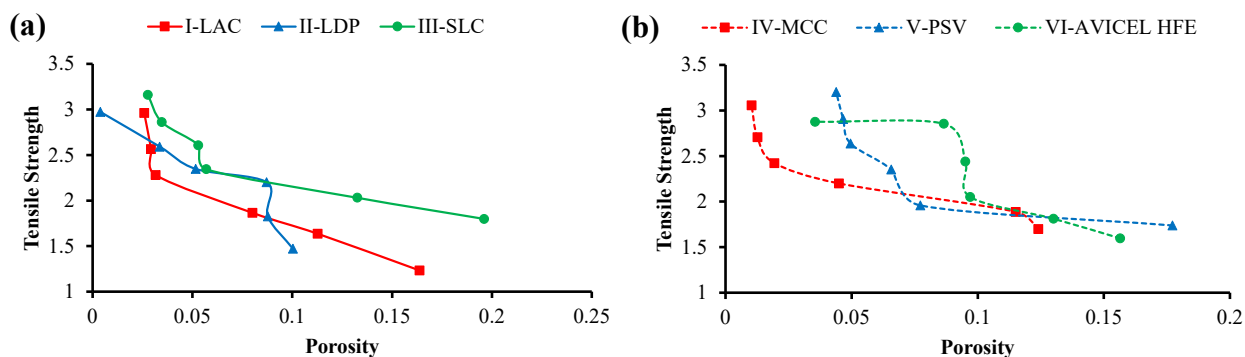 (a)
I-LAC II-LDP III-SLC
Tensile Strength
3.5
3
2.5
2
1.5
1
0 0.05 0.1 0.15 0.2 0.25
Porosity
(b)
IV-MCC V-PSV VI-AVICEL HFE
Tensile Strength
3.5
3
2.5
2
1.5
1
0 0.05 0.1 0.15 0.2
Porosity